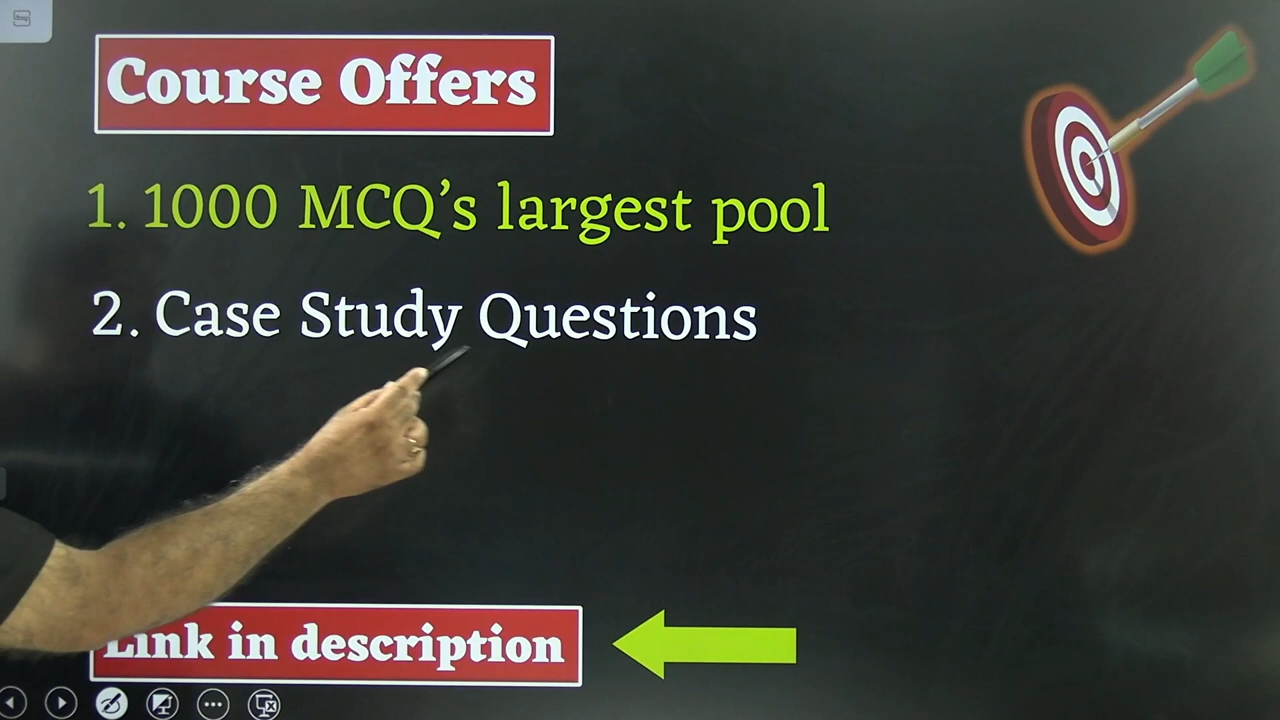 Course Offers
1. 1000 MCQ's largest pool
2. Case Study Questions
Link in description